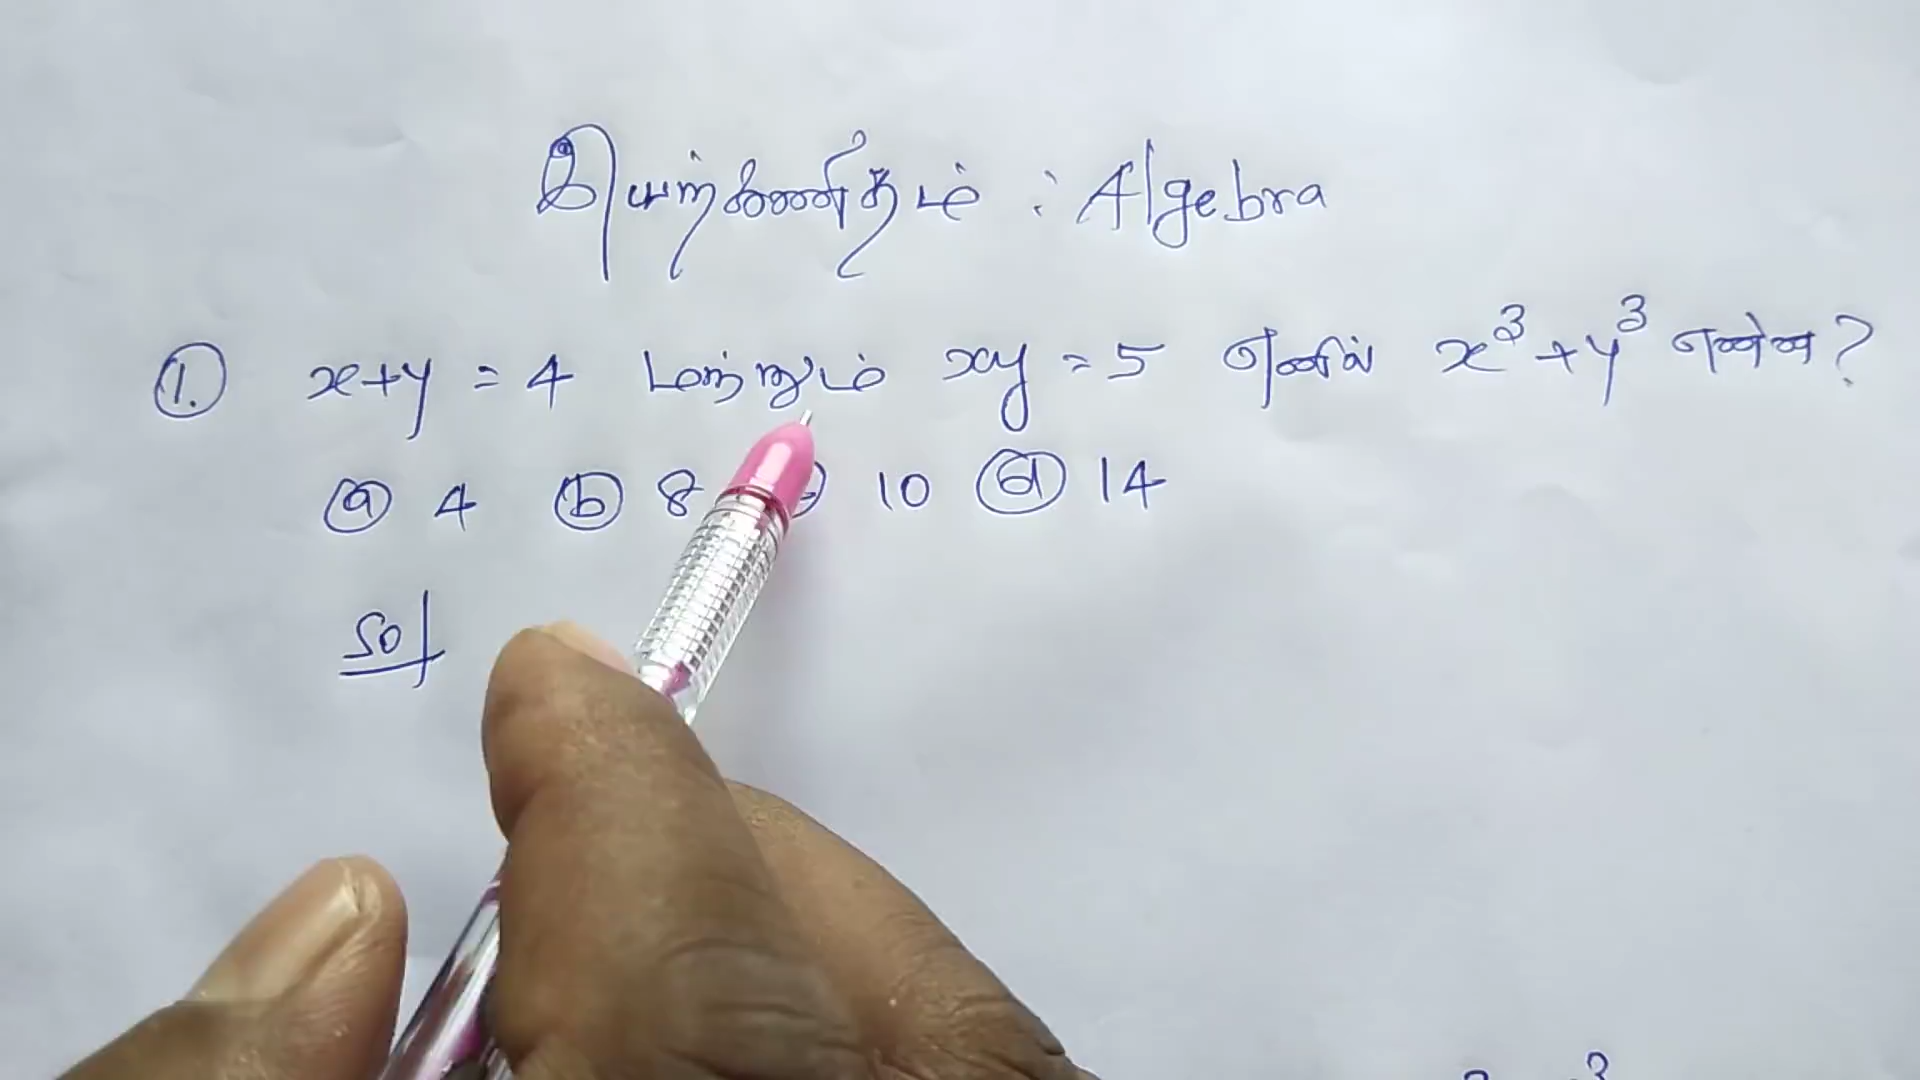 இயற்கணிதம் : Algebra
①. x+y = 4 மற்றும் xy = 5 எனில் x³+y³ என்ன?
ⓐ 4 ⓑ 8 10 ⓓ 14
Sol